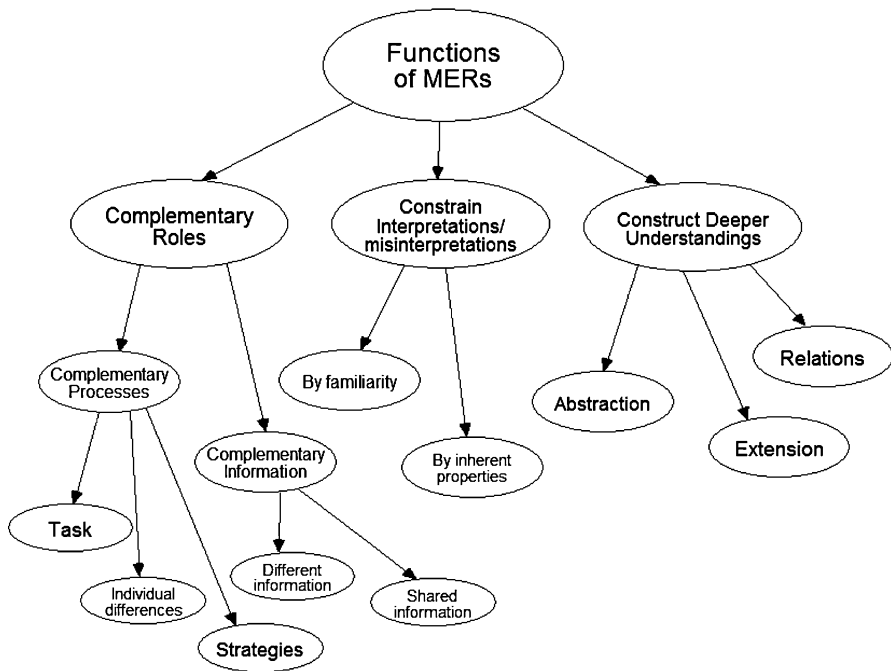 Functions
of MERs
Complementary
Roles
Constrain
Interpretations/
misinterpretations
Construct Deeper
Understandings
Complementary
Processes
By familiarity
Relations
Abstraction
Complementary
Information
By inherent
properties
Extension
Task
Individual
differences
Different
information
Shared
information
Strategies